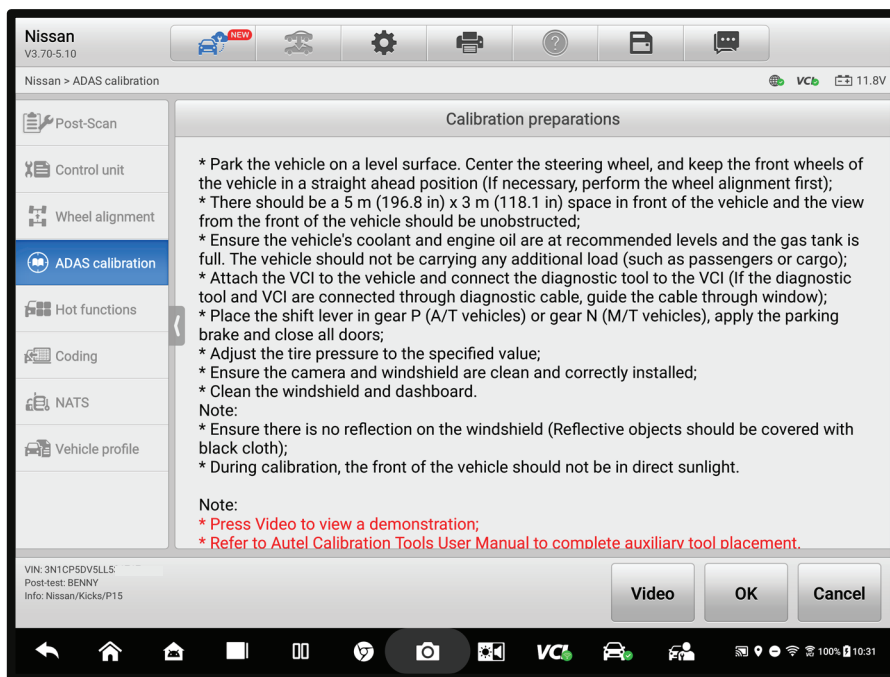 Nissan
V3.70-5.10
NEW
?
Nissan > ADAS calibration
VCI
11.8V
Post-Scan
Control unit
Wheel alignment
ADAS calibration
Hot functions
Coding
NATS
Vehicle profile
Calibration preparations
* Park the vehicle on a level surface. Center the steering wheel, and keep the front wheels of
the vehicle in a straight ahead position (If necessary, perform the wheel alignment first);
* There should be a 5 m (196.8 in) x 3 m (118.1 in) space in front of the vehicle and the view
from the front of the vehicle should be unobstructed;
* Ensure the vehicle's coolant and engine oil are at recommended levels and the gas tank is
full. The vehicle should not be carrying any additional load (such as passengers or cargo);
* Attach the VCI to the vehicle and connect the diagnostic tool to the VCI (If the diagnostic
tool and VCI are connected through diagnostic cable, guide the cable through window);
* Place the shift lever in gear P (A/T vehicles) or gear N (M/T vehicles), apply the parking
brake and close all doors;
* Adjust the tire pressure to the specified value;
* Ensure the camera and windshield are clean and correctly installed;
* Clean the windshield and dashboard.
Note:
* Ensure there is no reflection on the windshield (Reflective objects should be covered with
black cloth);
* During calibration, the front of the vehicle should not be in direct sunlight.
Note:
* Press Video to view a demonstration;
* Refer to Autel Calibration Tools User Manual to complete auxiliary tool placement.
VIN: 3N1CP5DV5LL5
Post-test: BENNY
Info: Nissan/Kicks/P15
Video
OK
Cancel
VCI
100%
10:31